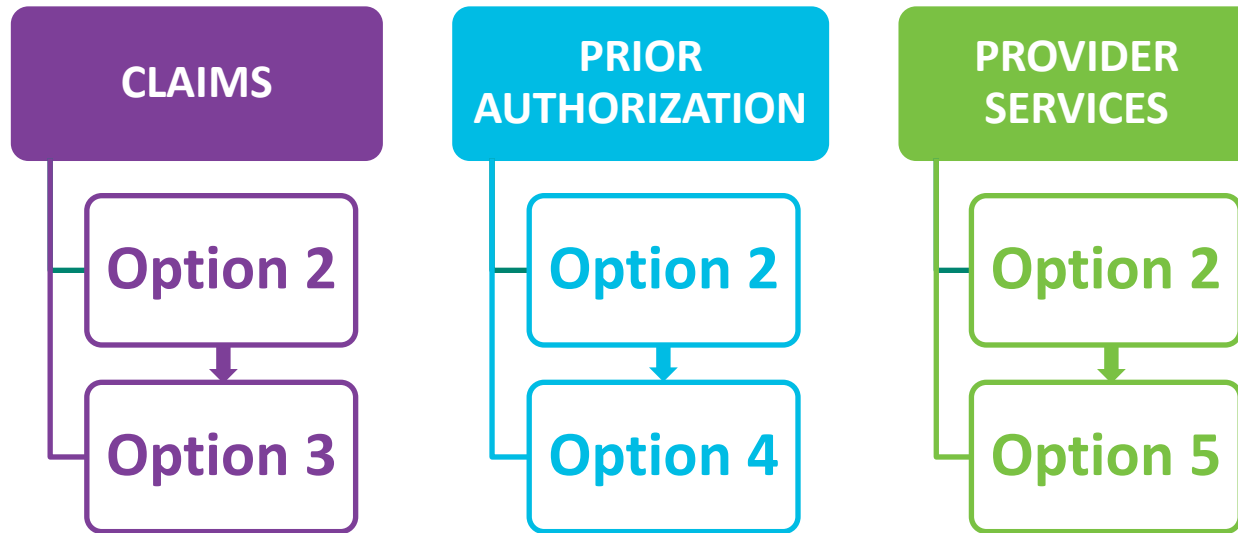 CLAIMS
Option 2
Option 3
PRIOR
AUTHORIZATION
Option 2
Option 4
PROVIDER
SERVICES
Option 2
Option 5